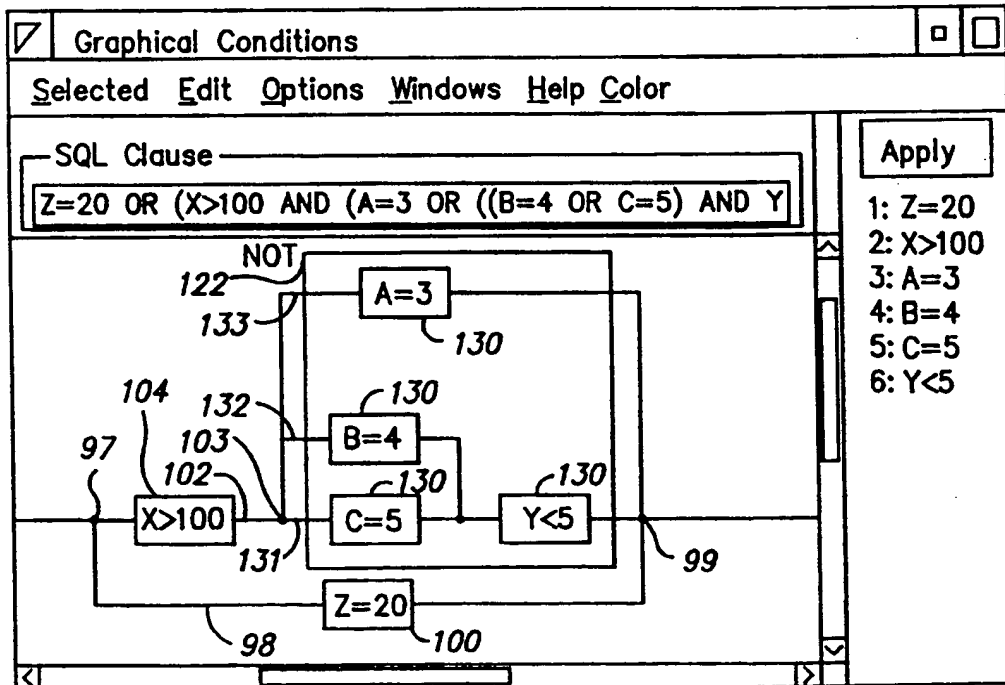 Graphical Conditions
Selected Edit Options Windows Help Color
SQL Clause
Z=20 OR (X>100 AND (A=3 OR ((B=4 OR C=5) AND Y
Apply
1: Z=20
2: X>100
3: A=3
4: B=4
5: C=5
6: Y<5
NOT
122
A=3
133
130
104
132
103
130
97
102
B=4
130
130
X>100
C=5
Y<5
131
99
Z=20
98
100